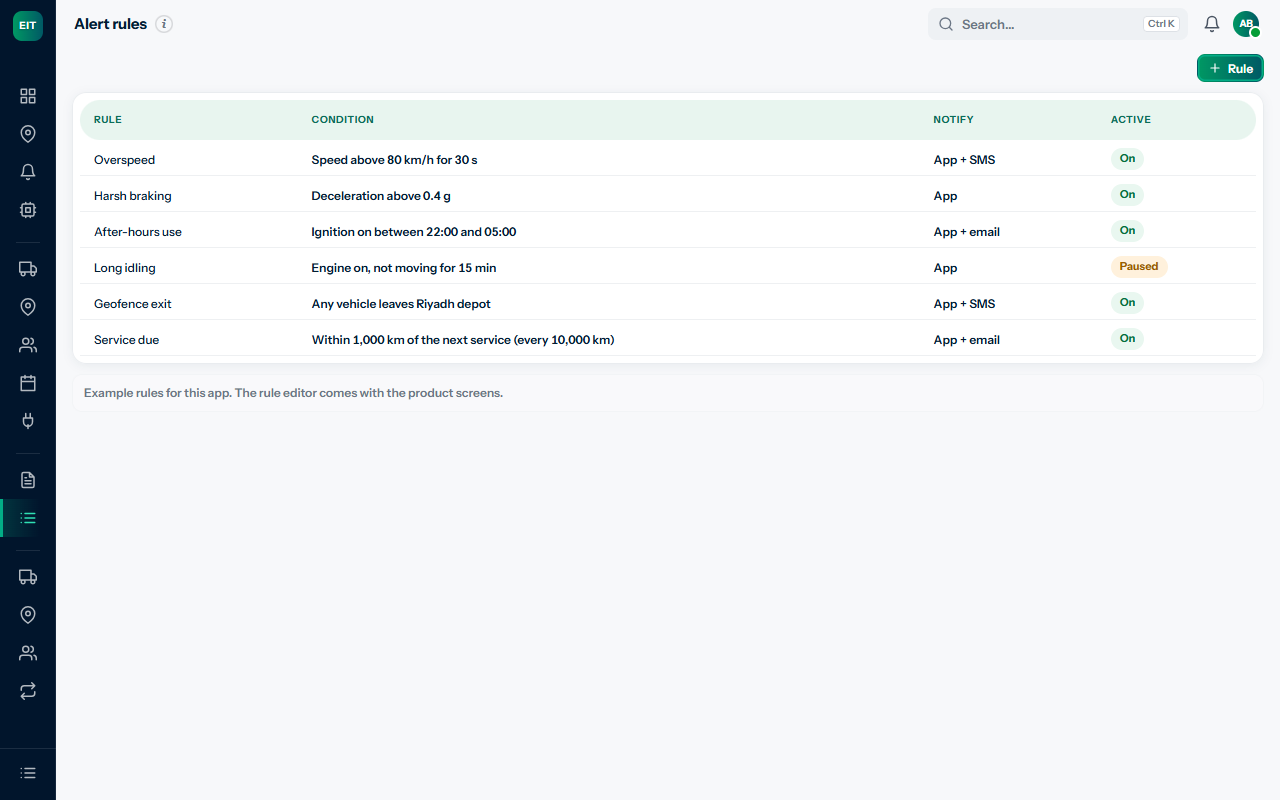 EIT
Alert rules i
Search... Ctrl K
AB
+ Rule
RULE CONDITION NOTIFY ACTIVE
Overspeed Speed above 80 km/h for 30 s App + SMS On
Harsh braking Deceleration above 0.4 g App On
After-hours use Ignition on between 22:00 and 05:00 App + email On
Long idling Engine on, not moving for 15 min App Paused
Geofence exit Any vehicle leaves Riyadh depot App + SMS On
Service due Within 1,000 km of the next service (every 10,000 km) App + email On
Example rules for this app. The rule editor comes with the product screens.